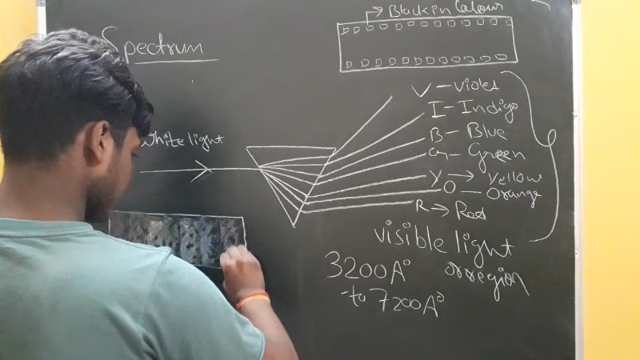 Spectrum
Black in Colour
White light
V – violet
I – Indigo
B – Blue
G – Green
Y → Yellow
O – Orange
R → Red
visible light
or region
3200A°
to 7200A°